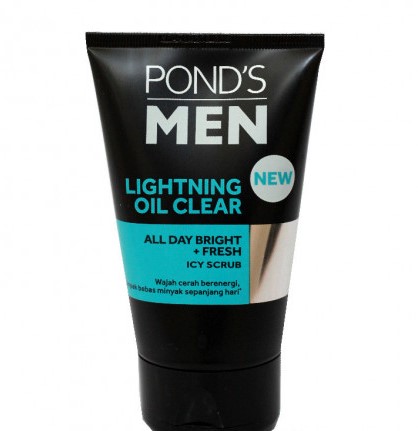 POND'S
MEN
LIGHTNING
OIL CLEAR
NEW
ALL DAY BRIGHT
+ FRESH
ICY SCRUB
Wajah cerah berenergi,
bebas minyak sepanjang hari*